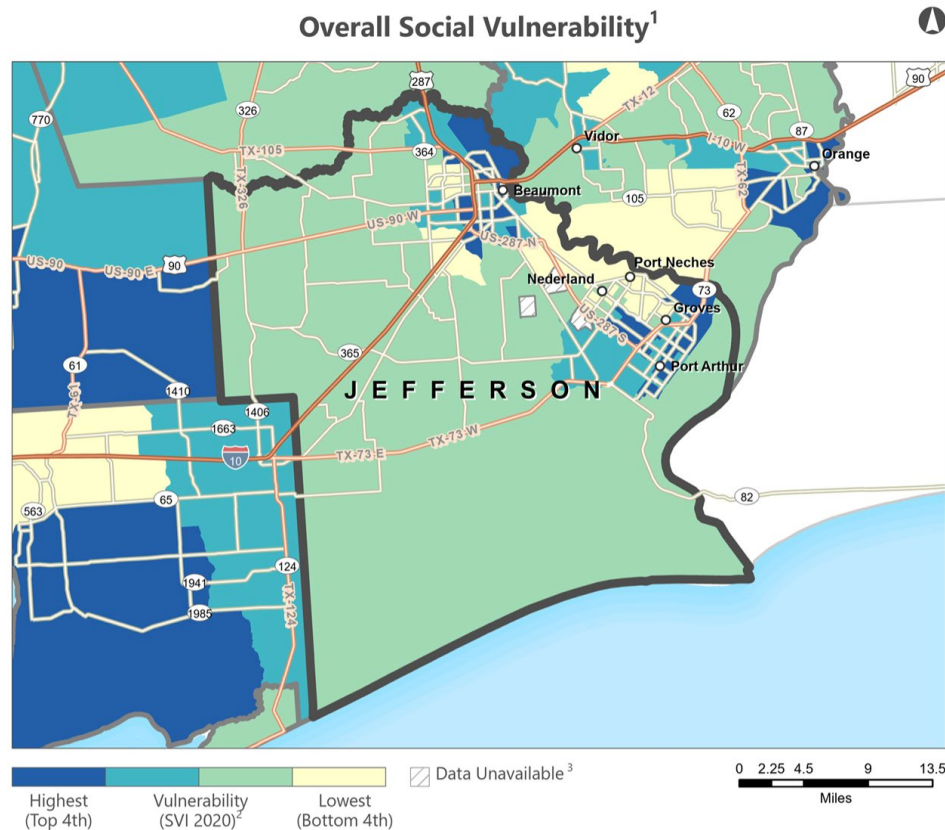 Overall Social Vulnerability¹
287
90
770
326
TX-12
62
87
I-10 W
Vidor
Orange
TX-105
364
TX-326
TX-62
Beaumont
105
US-90 W
US-287 N
US-90
US-90 E
90
Port Neches
Nederland
73
Groves
US-287 S
365
61
Port Arthur
TX-61
1410
JEFFERSON
1406
1663
TX-73 W
TX-73 E
10
65
82
563
124
1941
TX-124
1985
Data Unavailable ³
Highest
(Top 4th)
Vulnerability
(SVI 2020)²
Lowest
(Bottom 4th)
0 2.25 4.5 9 13.5
Miles